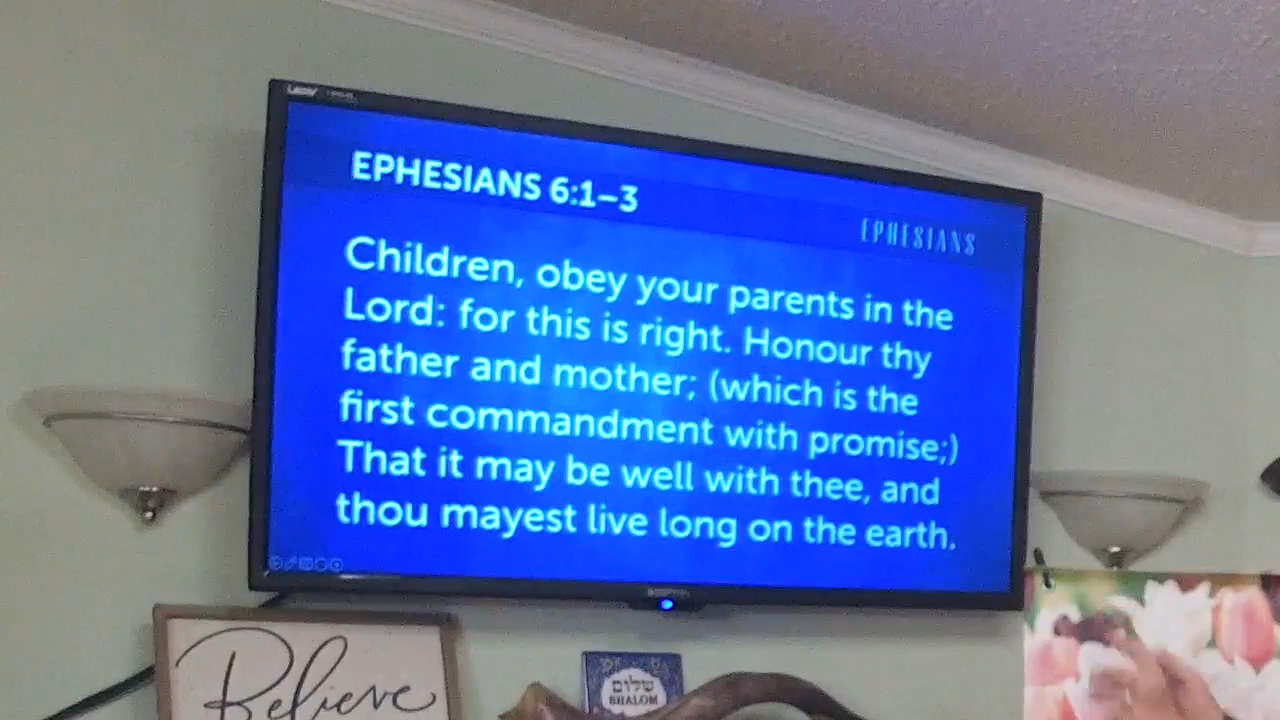 EPHESIANS 6:1–3
EPHESIANS
Children, obey your parents in the
Lord: for this is right. Honour thy
father and mother; (which is the
first commandment with promise;)
That it may be well with thee, and
thou mayest live long on the earth.
Believe
שלום
SHALOM